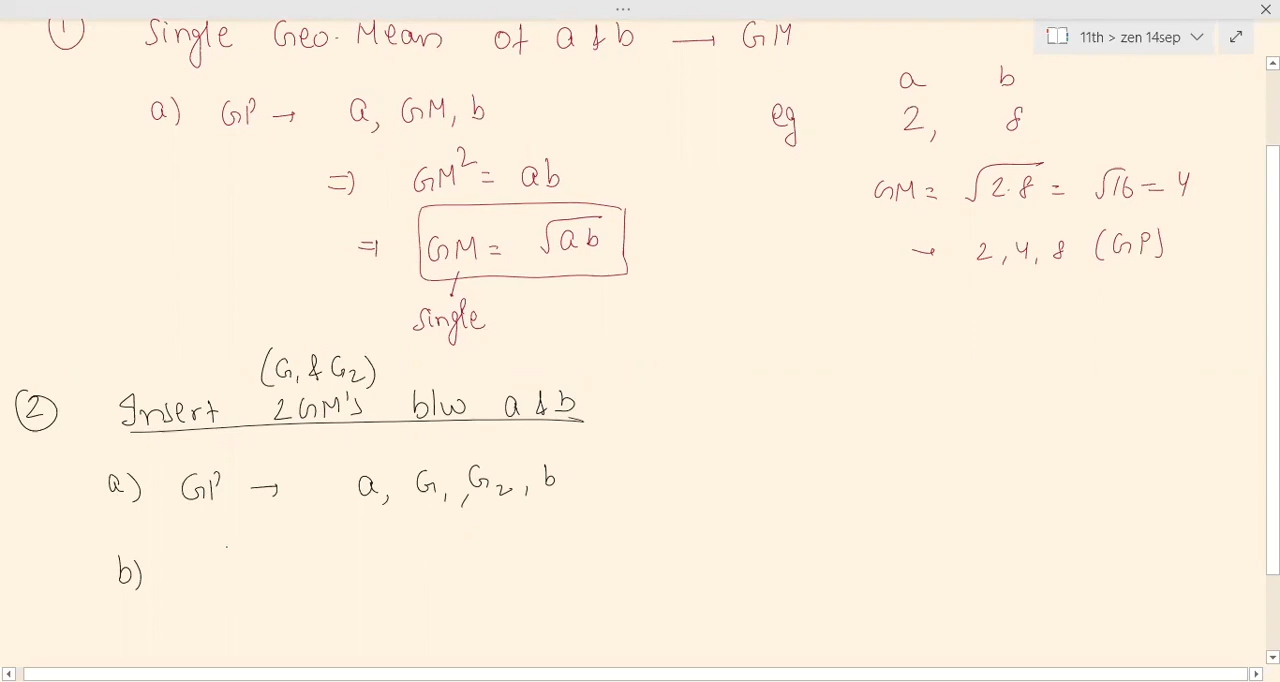 ...
11th > zen 14sep
① Single Geo. Mean of a & b → GM
a) GP → a, GM, b
⇒ GM² = ab
⇒ GM = √ab
single
eg a b
2, 8
GM = √2·8 = √16 = 4
→ 2, 4, 8 (GP)
(G₁ & G₂)
② Insert 2GM's b/w a & b
a) GP → a, G₁, G₂, b
b)